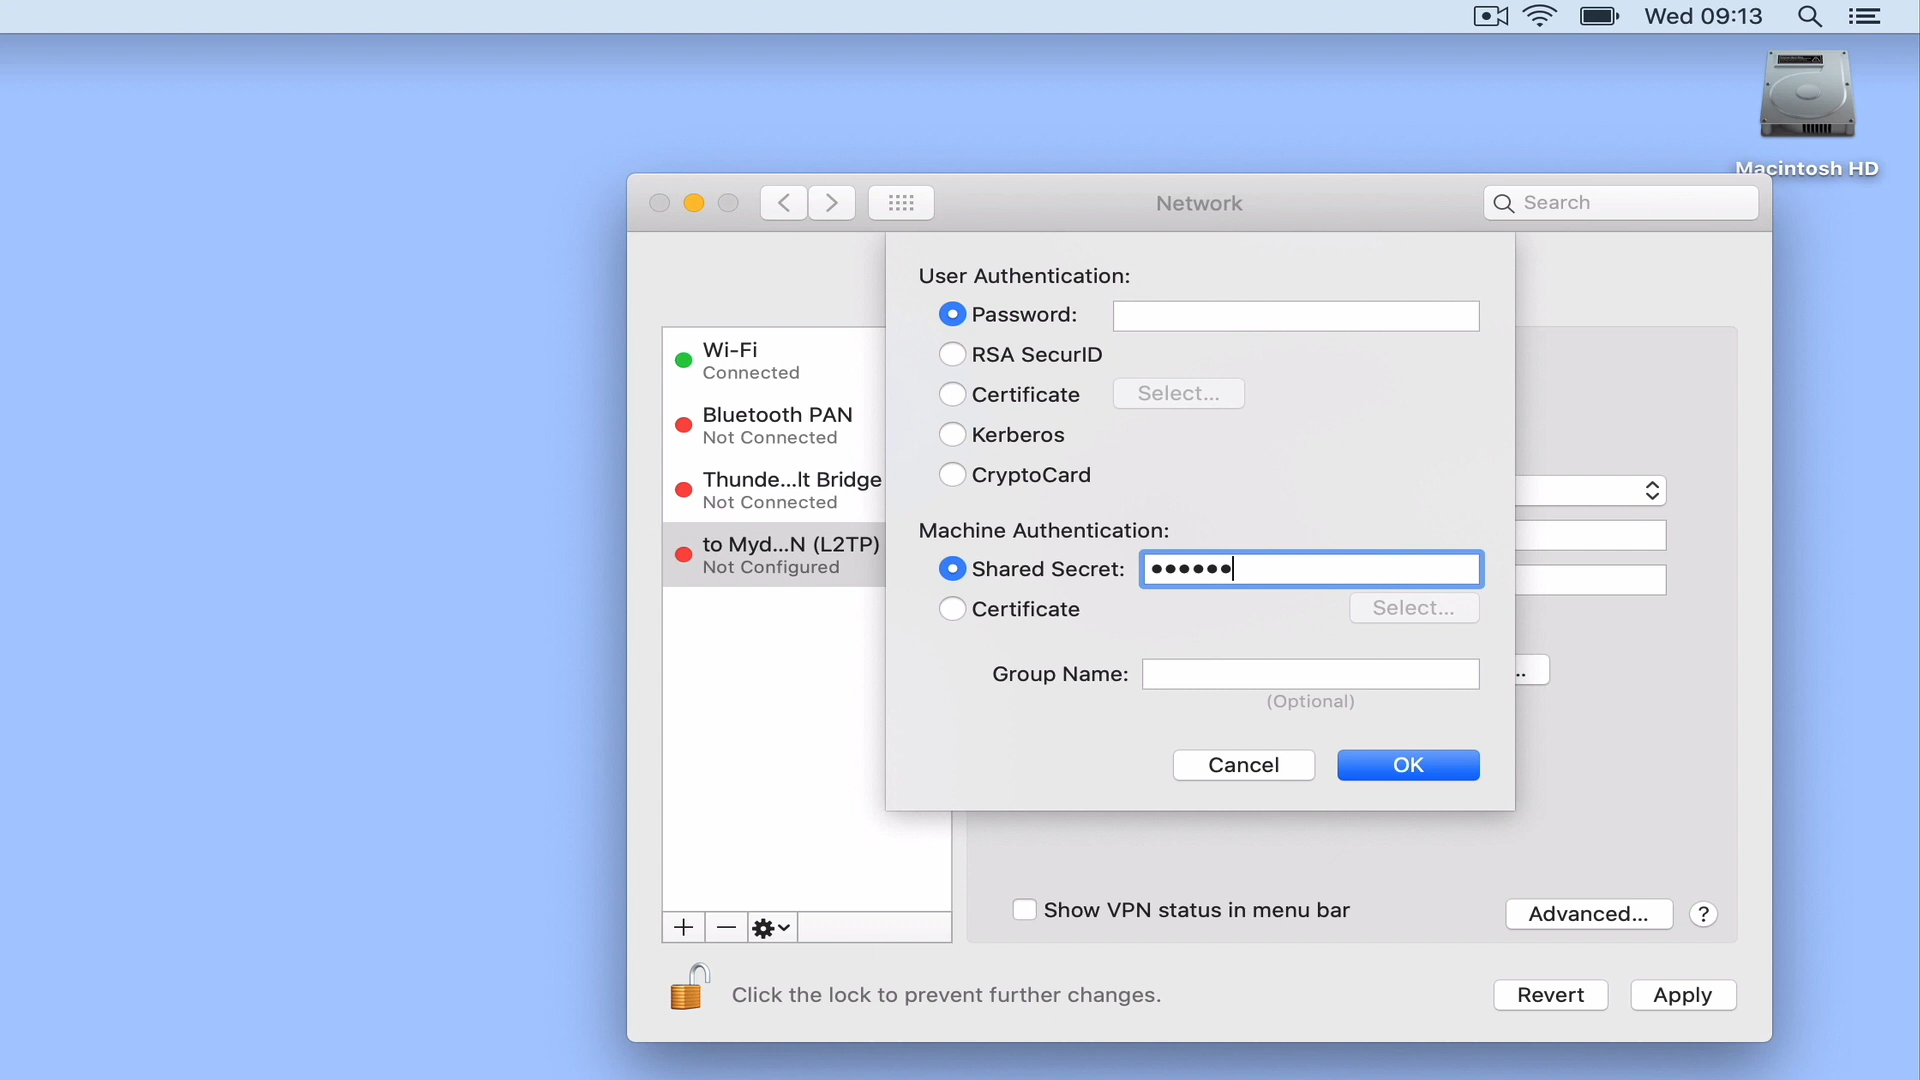 Wed 09:13
Macintosh HD
Network
Search
User Authentication:
Password:
RSA SecurID
Certificate
Select...
Kerberos
CryptoCard
Machine Authentication:
Shared Secret: ••••••
Certificate
Select...
Group Name:
(Optional)
Cancel
OK
Wi-Fi
Connected
Bluetooth PAN
Not Connected
Thunde...lt Bridge
Not Connected
to Myd...N (L2TP)
Not Configured
..
Show VPN status in menu bar
Advanced...
?
Click the lock to prevent further changes.
Revert
Apply